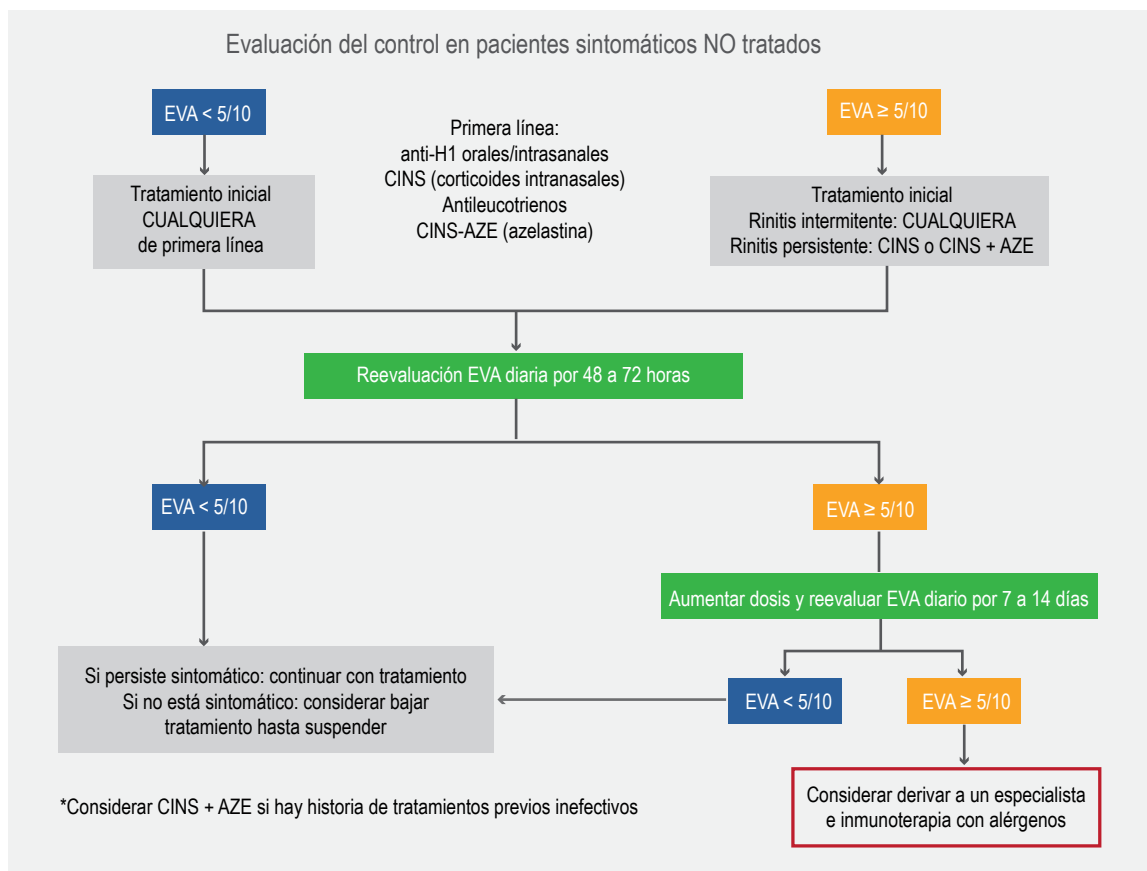 Evaluación del control en pacientes sintomáticos NO tratados
EVA < 5/10
Primera línea:
anti-H1 orales/intrasanales
CINS (corticoides intranasales)
Antileucotrienos
CINS-AZE (azelastina)
EVA ≥ 5/10
Tratamiento inicial
CUALQUIERA
de primera línea
Tratamiento inicial
Rinitis intermitente: CUALQUIERA
Rinitis persistente: CINS o CINS + AZE
Reevaluación EVA diaria por 48 a 72 horas
EVA < 5/10
EVA ≥ 5/10
Aumentar dosis y reevaluar EVA diario por 7 a 14 días
Si persiste sintomático: continuar con tratamiento
Si no está sintomático: considerar bajar
tratamiento hasta suspender
EVA < 5/10
EVA ≥ 5/10
*Considerar CINS + AZE si hay historia de tratamientos previos inefectivos
Considerar derivar a un especialista
e inmunoterapia con alérgenos